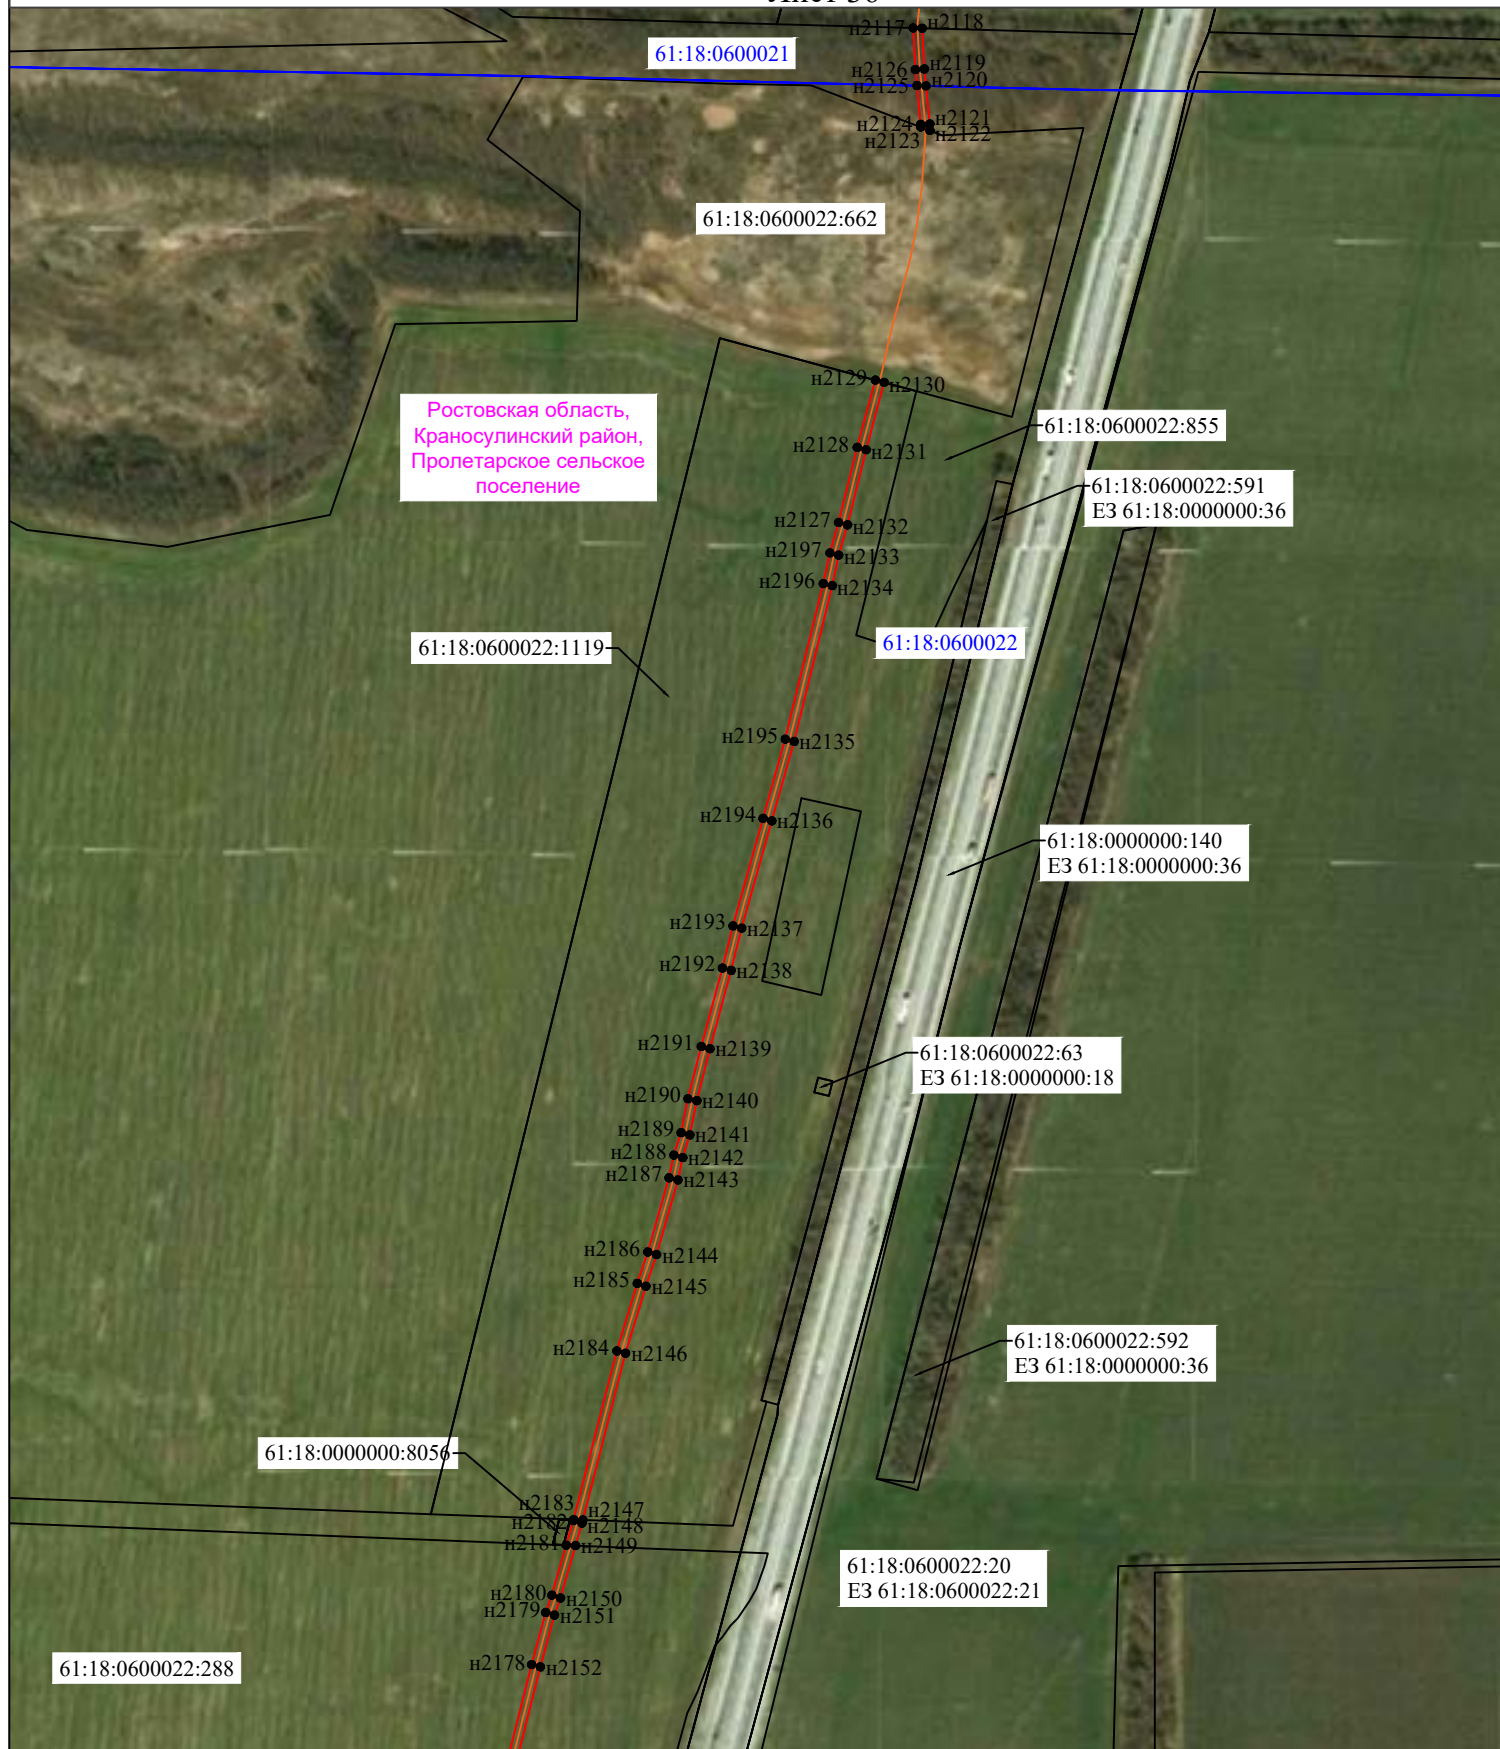 Лист 36
н2117
н2118
61:18:0600021
н2126
н2119
н2125
н2120
н2124
н2121
н2122
н2123
61:18:0600022:662
н2129
н2130
Ростовская область,
Краносулинский район,
Пролетарское сельское
поселение
61:18:0600022:855
н2128
н2131
61:18:0600022:591
ЕЗ 61:18:0000000:36
н2127
н2132
н2197
н2133
н2196
н2134
61:18:0600022
61:18:0600022:1119
н2195
н2135
н2194
н2136
61:18:0000000:140
ЕЗ 61:18:0000000:36
н2193
н2137
н2192
н2138
н2191
н2139
61:18:0600022:63
ЕЗ 61:18:0000000:18
н2190
н2140
н2189
н2141
н2188
н2142
н2187
н2143
н2186
н2144
н2185
н2145
61:18:0600022:592
ЕЗ 61:18:0000000:36
н2184
н2146
61:18:0000000:8056
н2183
н2147
н2182
н2148
н2181
н2149
61:18:0600022:20
ЕЗ 61:18:0600022:21
н2180
н2150
н2179
н2151
61:18:0600022:288
н2178
н2152